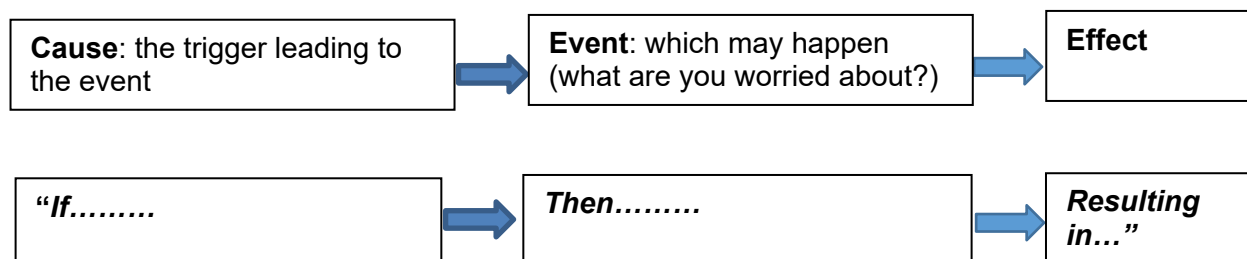 Cause: the trigger leading to
the event
Event: which may happen
(what are you worried about?)
Effect
“If………
Then………
Resulting
in…”